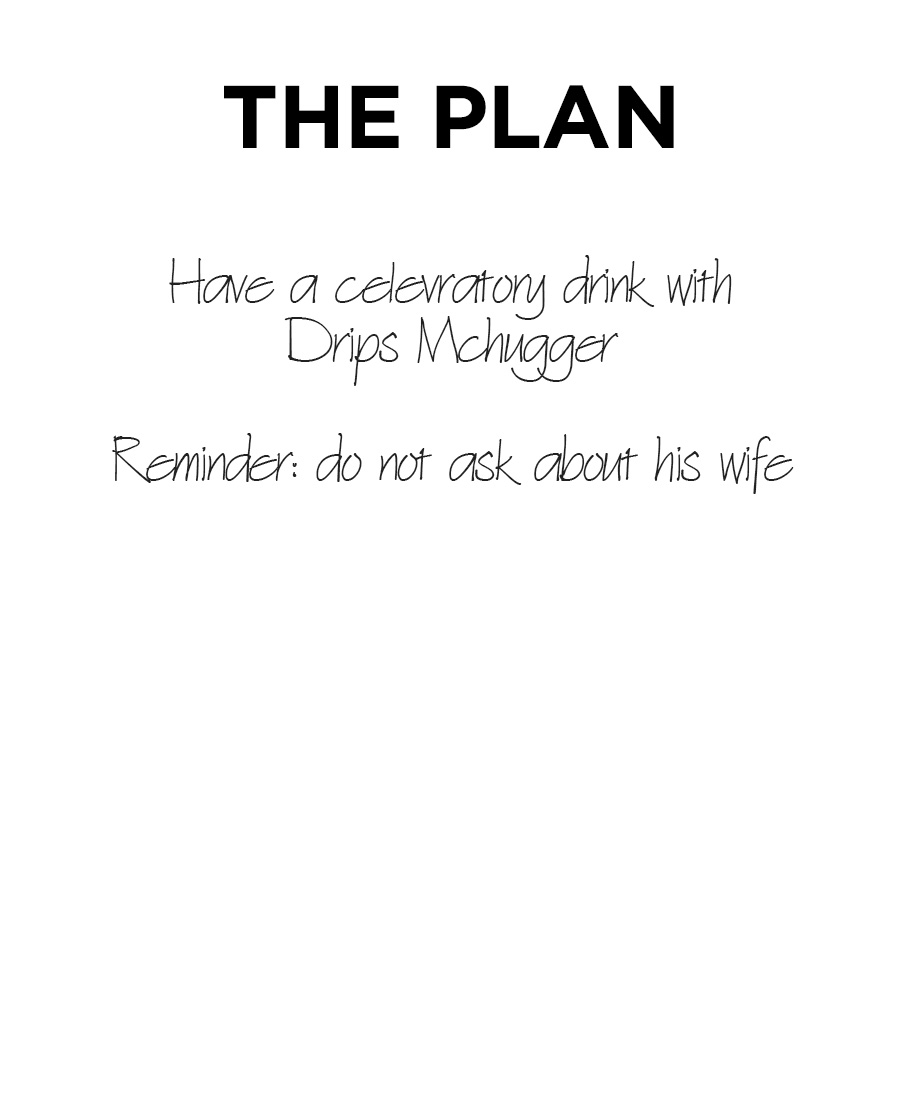 THE PLAN
Have a celevratory drink with
Drips Mchugger
Reminder: do not ask about his wife